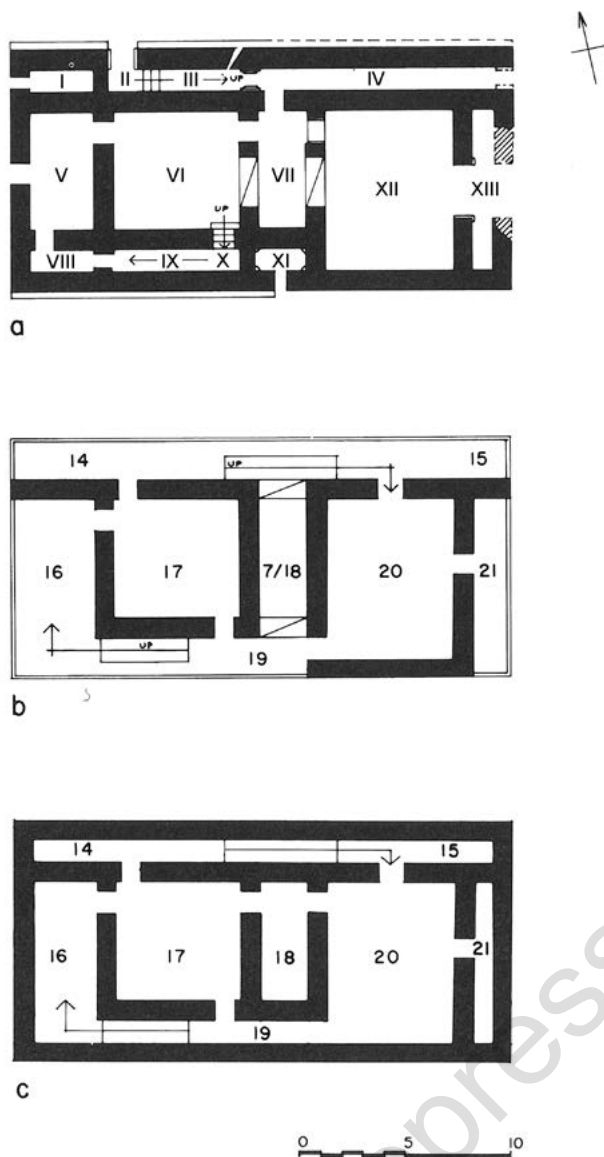 I II III UP IV
V VI VII XII XIII
UP
VIII IX X XI
a
14 UP 15
16 17 7/18 20 21
UP 19
b
14 15
16 17 18 20 21
19
c
0 5 10
press